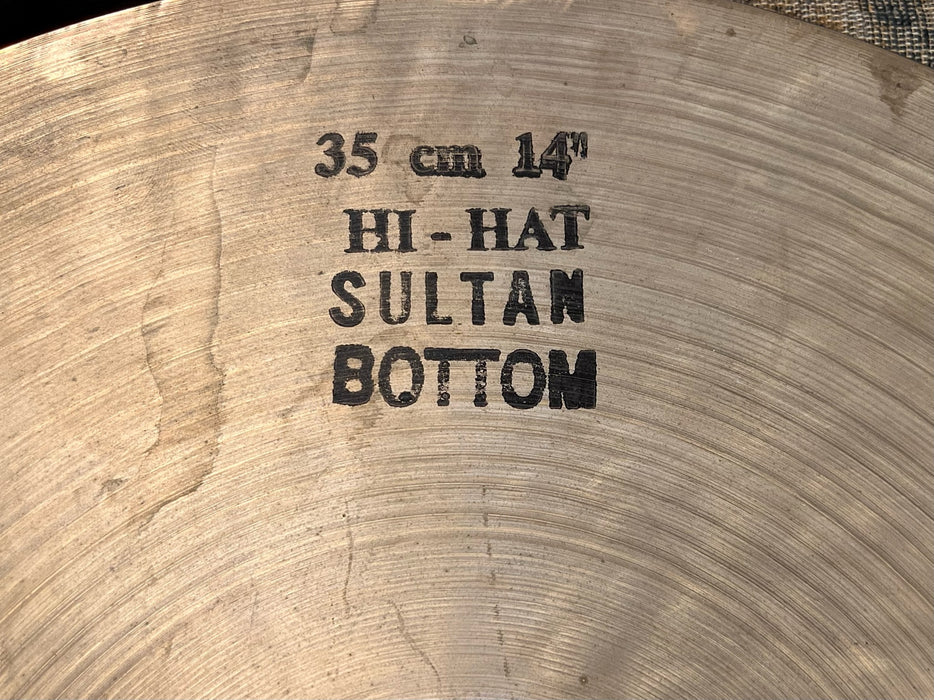 35 cm 14"
HI-HAT
SULTAN
BOTTOM